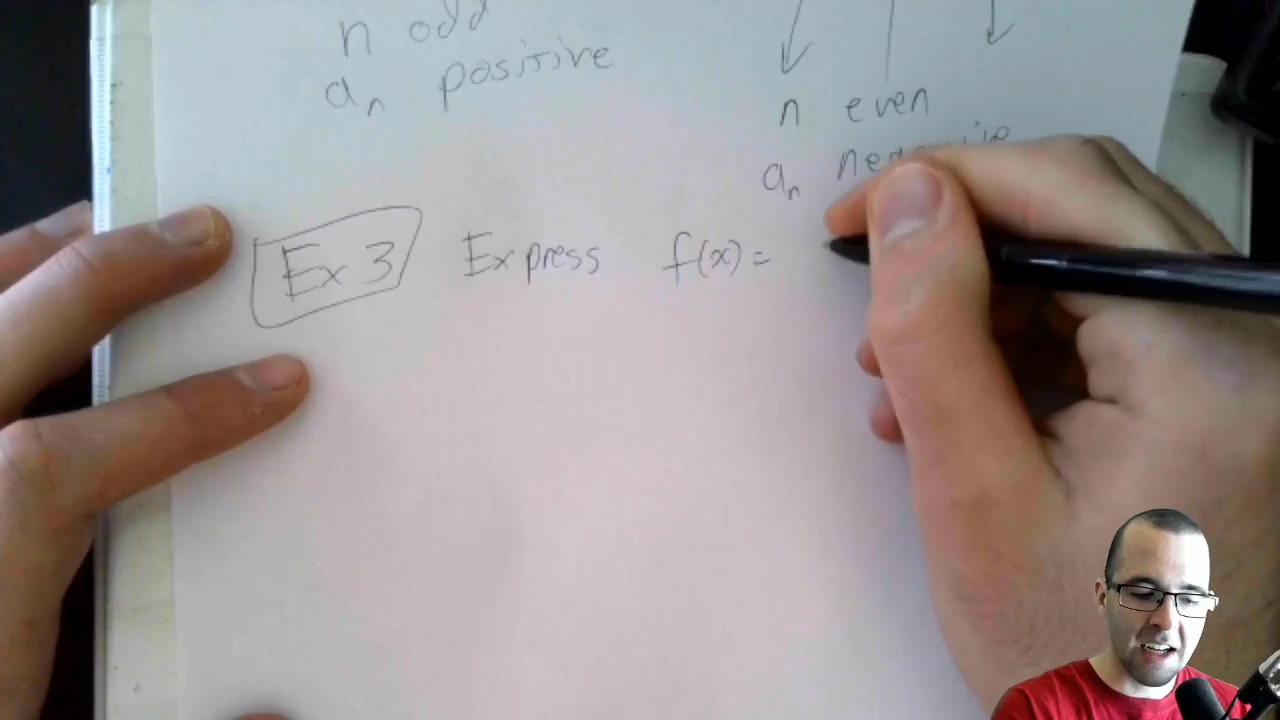 n odd
aₙ positive
n even
aₙ
Ex 3 Express f(x) =